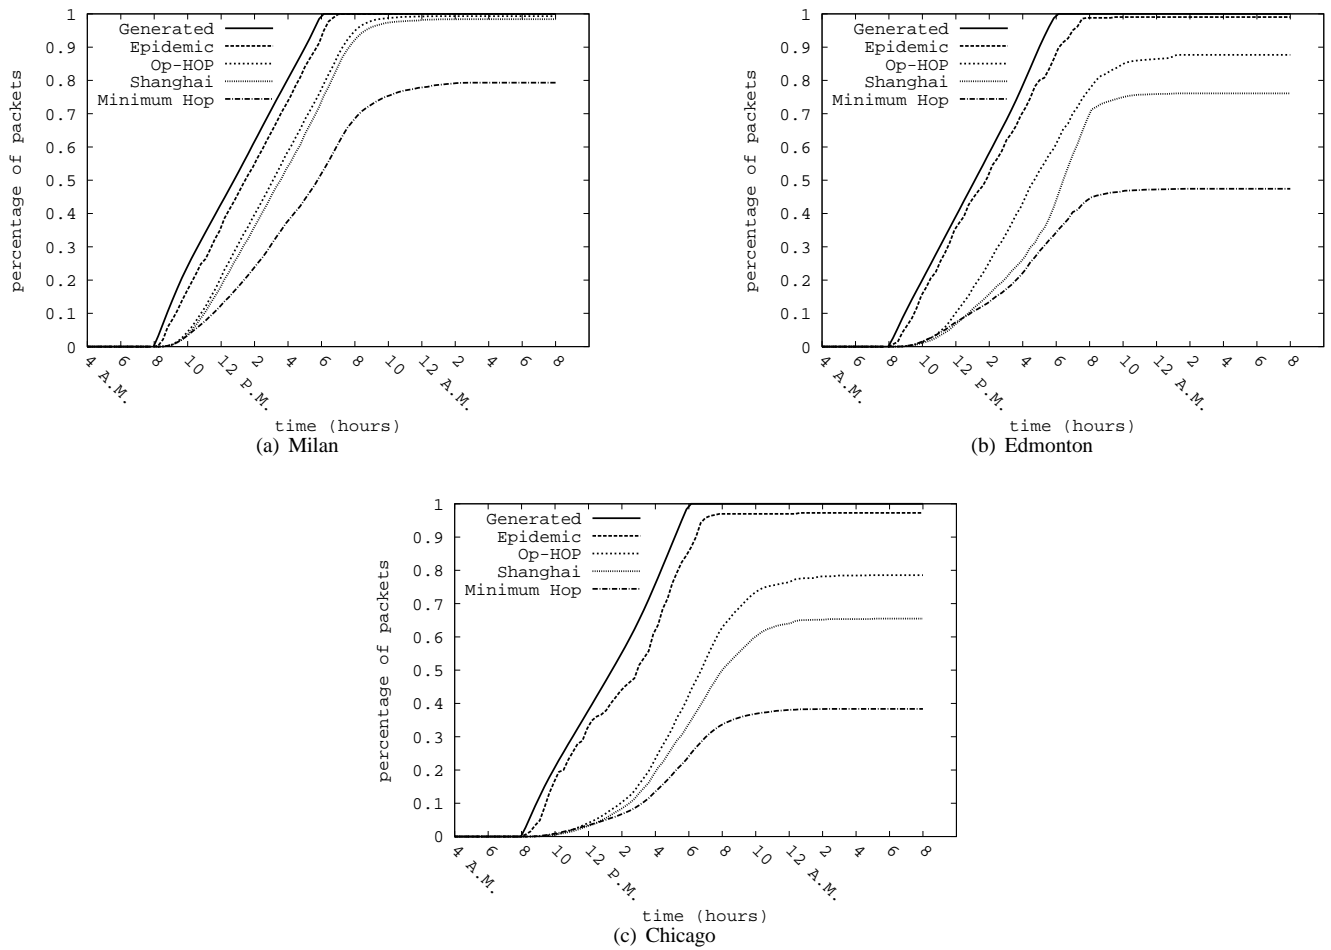 1
0.9
0.8
0.7
0.6
0.5
0.4
0.3
0.2
0.1
0
percentage of packets
Generated
Epidemic
Op-HOP
Shanghai
Minimum Hop
4 A.M.
6
8
10
12 P.M.
2
4
6
8
10
12 A.M.
2
4
6
8
time (hours)
(a) Milan
1
0.9
0.8
0.7
0.6
0.5
0.4
0.3
0.2
0.1
0
percentage of packets
Generated
Epidemic
Op-HOP
Shanghai
Minimum Hop
4 A.M.
6
8
10
12 P.M.
2
4
6
8
10
12 A.M.
2
4
6
8
time (hours)
(b) Edmonton
1
0.9
0.8
0.7
0.6
0.5
0.4
0.3
0.2
0.1
0
percentage of packets
Generated
Epidemic
Op-HOP
Shanghai
Minimum Hop
4 A.M.
6
8
10
12 P.M.
2
4
6
8
10
12 A.M.
2
4
6
8
time (hours)
(c) Chicago